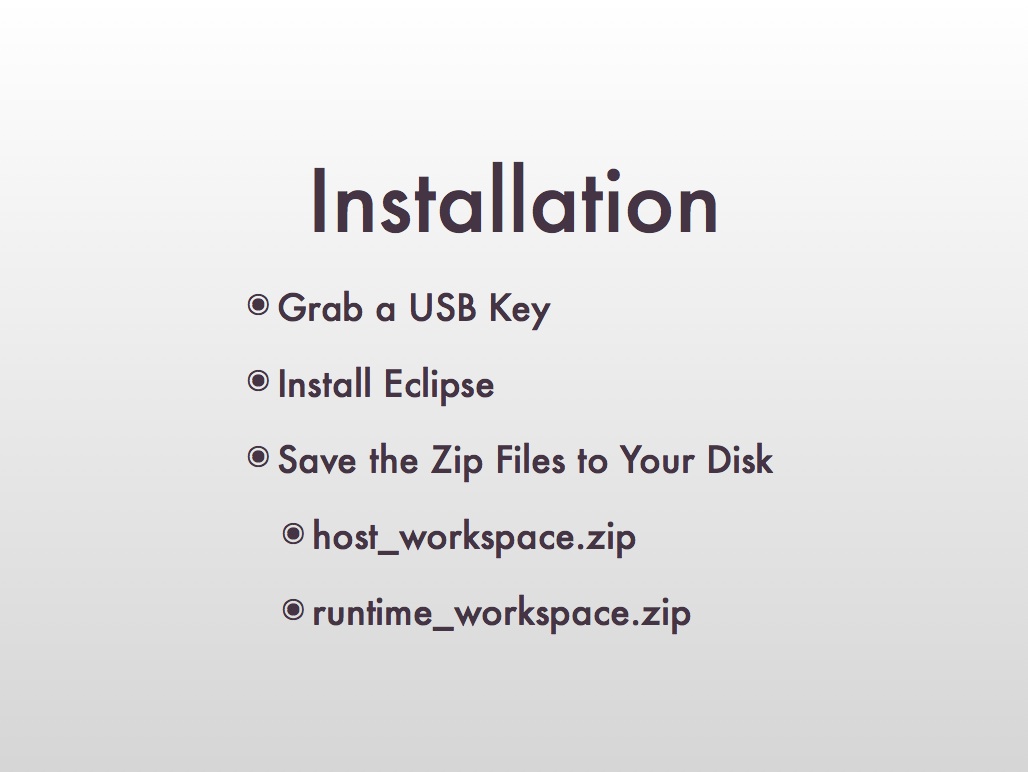 Installation
Grab a USB Key
Install Eclipse
Save the Zip Files to Your Disk
host_workspace.zip
runtime_workspace.zip